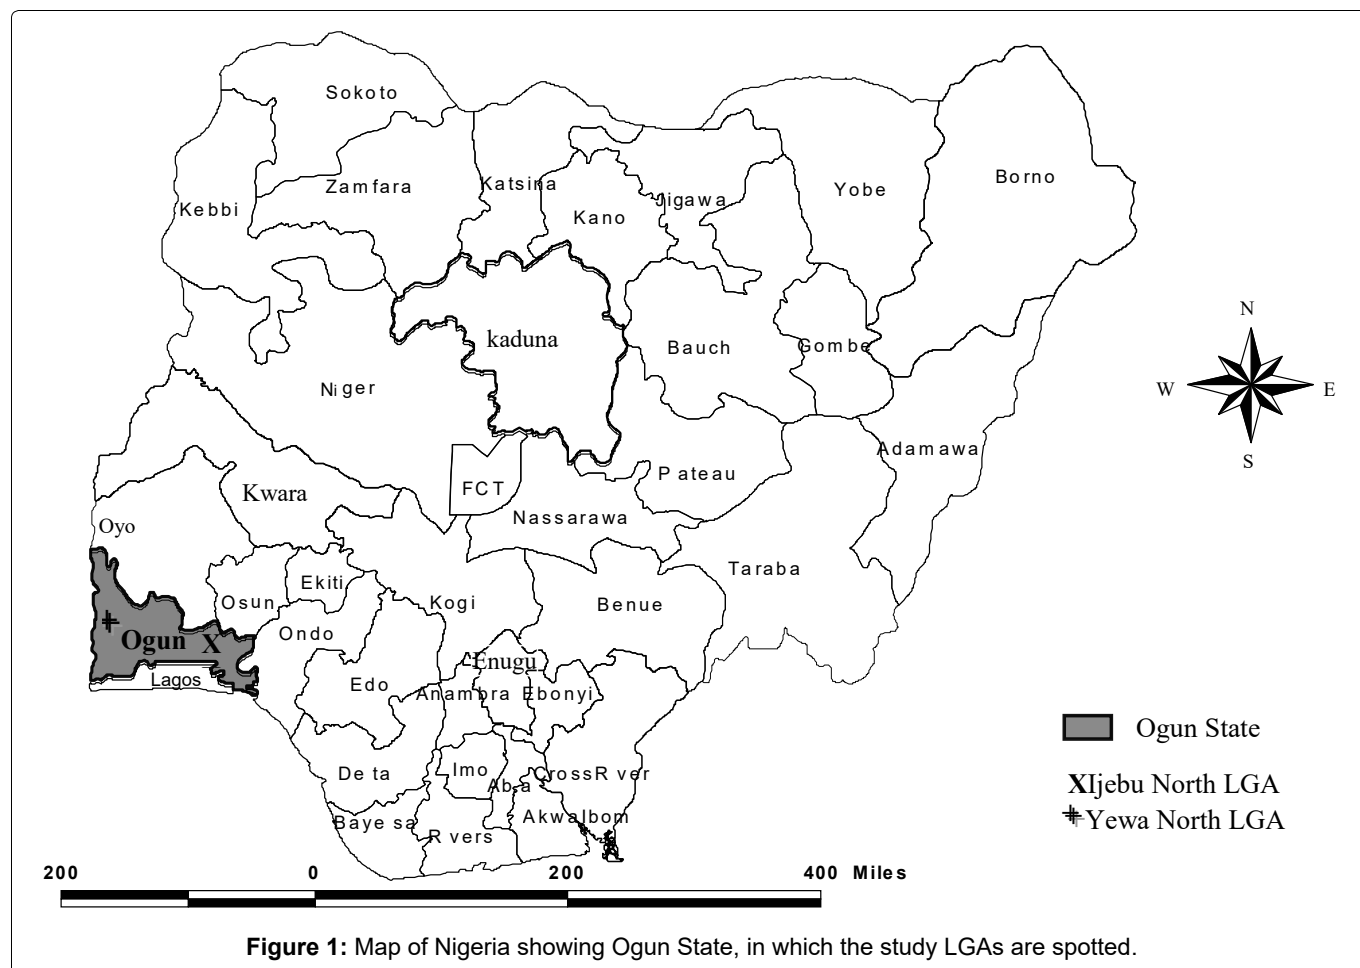 Sokoto
Zamfara
Katsina
Jigawa
Kebbi
Kano
Yobe
Borno
kaduna
Bauch
Gombe
Niger
N
W
E
S
Adamawa
Plateau
FCT
Kwara
Nassarawa
Oyo
Taraba
Ekiti
Osun
Kogi
Benue
Ondo
Ogun X
Enugu
Lagos
Edo
Anambra
Ebonyi
Ogun State
De ta
Imo
Ab a
CrossR ver
XIjebu North LGA
Baye sa
R vers
AkwaIbom
Yewa North LGA
200 0 200 400 Miles
Figure 1: Map of Nigeria showing Ogun State, in which the study LGAs are spotted.